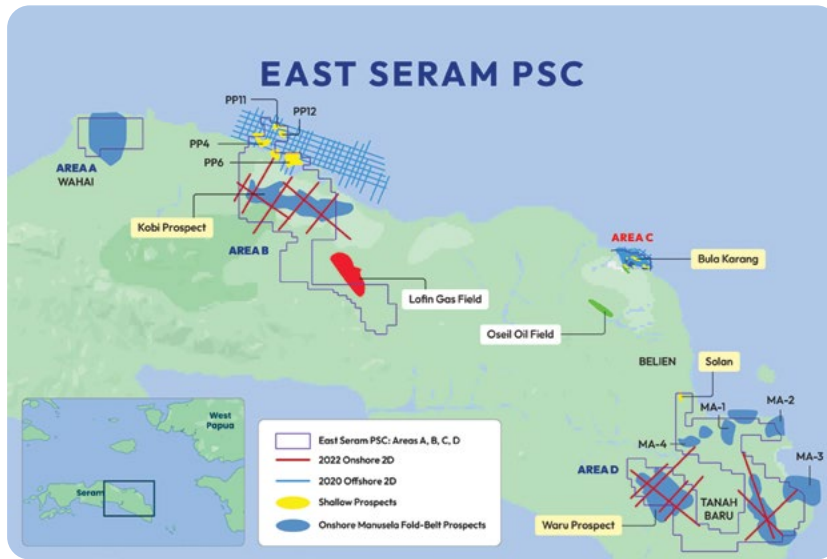 EAST SERAM PSC
PP11
PP12
PP4
PP6
AREA A
WAHAI
Kobi Prospect
AREA B
AREA C
Bula Karang
Lofin Gas Field
Oseil Oil Field
BELIEN
Solan
MA-1
MA-2
MA-4
MA-3
AREA D
TANAH
BARU
Waru Prospect
West
Papua
Seram
East Seram PSC: Areas A, B, C, D
2022 Onshore 2D
2020 Offshore 2D
Shallow Prospects
Onshore Manusela Fold-Belt Prospects